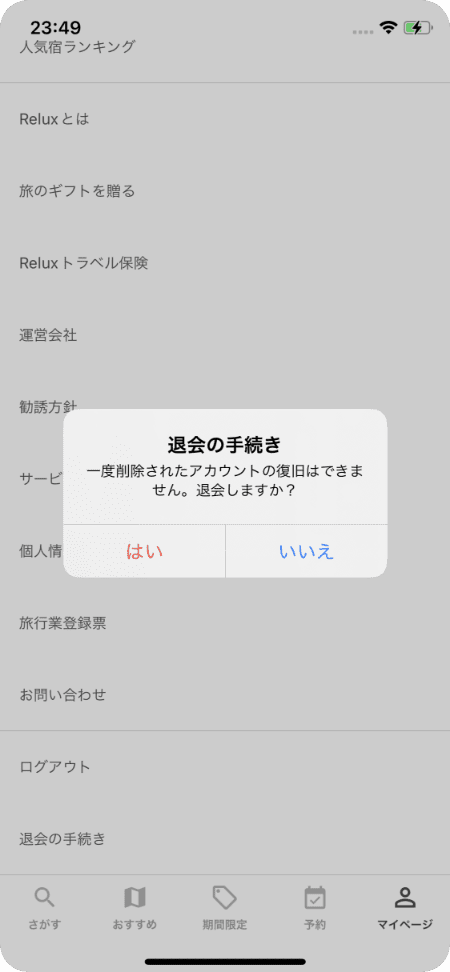 23:49
人気宿ランキング
Reluxとは
旅のギフトを贈る
Reluxトラベル保険
運営会社
勧誘方針
サービ
個人情
退会の手続き
一度削除されたアカウントの復旧はできま
せん。退会しますか？
はい
いいえ
旅行業登録票
お問い合わせ
ログアウト
退会の手続き
さがす
おすすめ
期間限定
予約
マイページ